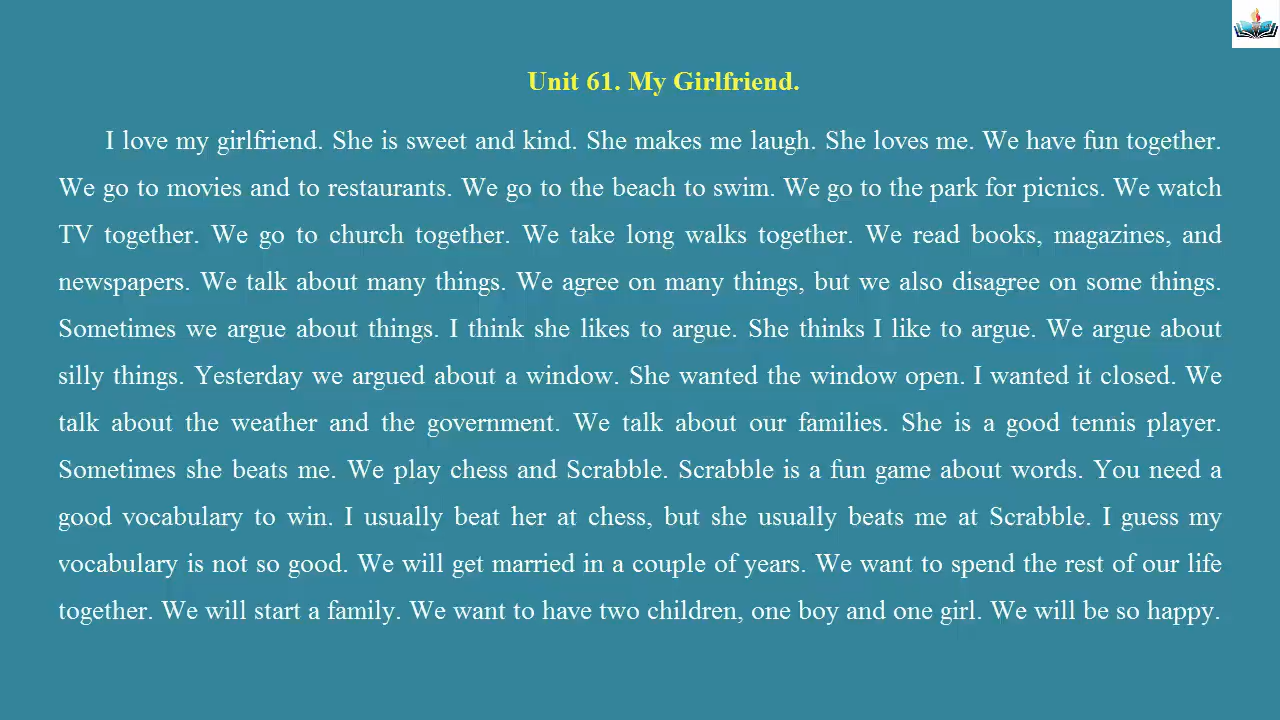 Unit 61. My Girlfriend.
I love my girlfriend. She is sweet and kind. She makes me laugh. She loves me. We have fun together.
We go to movies and to restaurants. We go to the beach to swim. We go to the park for picnics. We watch
TV together. We go to church together. We take long walks together. We read books, magazines, and
newspapers. We talk about many things. We agree on many things, but we also disagree on some things.
Sometimes we argue about things. I think she likes to argue. She thinks I like to argue. We argue about
silly things. Yesterday we argued about a window. She wanted the window open. I wanted it closed. We
talk about the weather and the government. We talk about our families. She is a good tennis player.
Sometimes she beats me. We play chess and Scrabble. Scrabble is a fun game about words. You need a
good vocabulary to win. I usually beat her at chess, but she usually beats me at Scrabble. I guess my
vocabulary is not so good. We will get married in a couple of years. We want to spend the rest of our life
together. We will start a family. We want to have two children, one boy and one girl. We will be so happy.